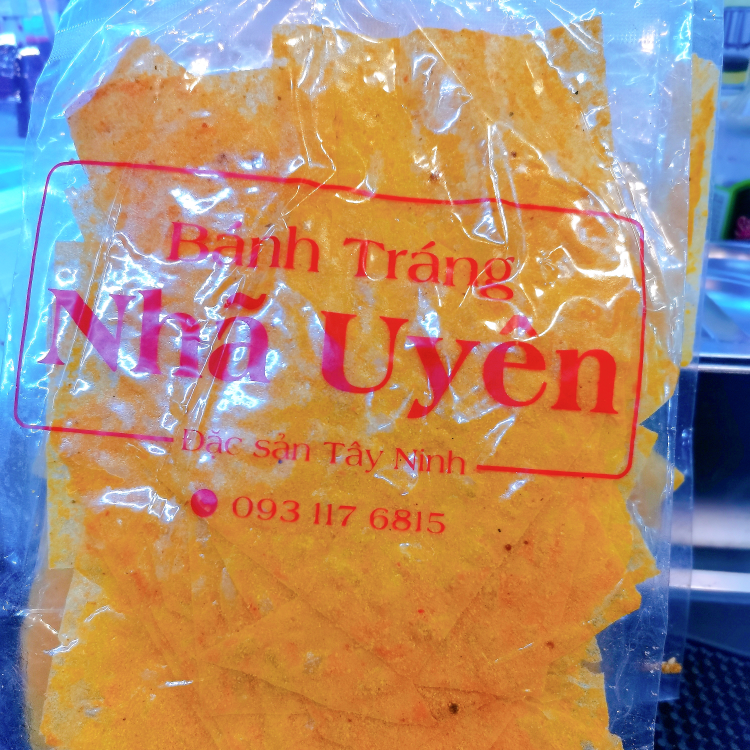 Bánh Tráng
Nhã Uyên
Đặc sản Tây Ninh
093 117 6815